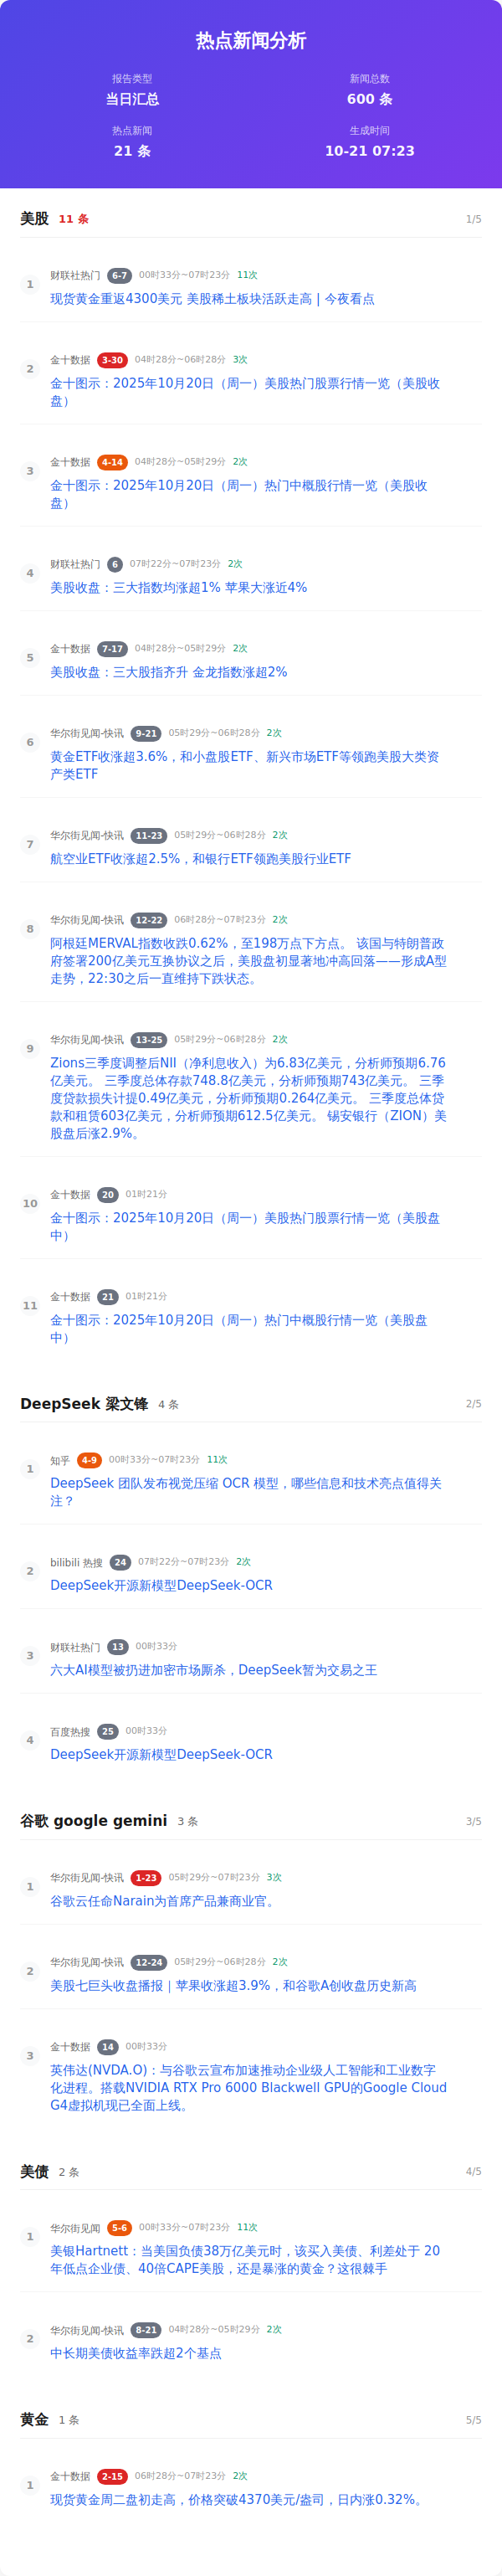 热点新闻分析
报告类型
新闻总数
当日汇总
600 条
热点新闻
生成时间
21 条
10-21 07:23
美股 11 条 1/5
1
财联社热门 6-7 00时33分~07时23分 11次
现货黄金重返4300美元 美股稀土板块活跃走高 | 今夜看点
2
金十数据 3-30 04时28分~06时28分 3次
金十图示：2025年10月20日（周一）美股热门股票行情一览（美股收
盘）
3
金十数据 4-14 04时28分~05时29分 2次
金十图示：2025年10月20日（周一）热门中概股行情一览（美股收
盘）
4
财联社热门 6 07时22分~07时23分 2次
美股收盘：三大指数均涨超1% 苹果大涨近4%
5
金十数据 7-17 04时28分~05时29分 2次
美股收盘：三大股指齐升 金龙指数涨超2%
6
华尔街见闻-快讯 9-21 05时29分~06时28分 2次
黄金ETF收涨超3.6%，和小盘股ETF、新兴市场ETF等领跑美股大类资
产类ETF
7
华尔街见闻-快讯 11-23 05时29分~06时28分 2次
航空业ETF收涨超2.5%，和银行ETF领跑美股行业ETF
8
华尔街见闻-快讯 12-22 06时28分~07时23分 2次
阿根廷MERVAL指数收跌0.62%，至198万点下方点。 该国与特朗普政
府签署200亿美元互换协议之后，美股盘初显著地冲高回落——形成A型
走势，22:30之后一直维持下跌状态。
9
华尔街见闻-快讯 13-25 05时29分~06时28分 2次
Zions三季度调整后NII（净利息收入）为6.83亿美元，分析师预期6.76
亿美元。 三季度总体存款748.8亿美元，分析师预期743亿美元。 三季
度贷款损失计提0.49亿美元，分析师预期0.264亿美元。 三季度总体贷
款和租赁603亿美元，分析师预期612.5亿美元。 锡安银行（ZION）美
股盘后涨2.9%。
10
金十数据 20 01时21分
金十图示：2025年10月20日（周一）美股热门股票行情一览（美股盘
中）
11
金十数据 21 01时21分
金十图示：2025年10月20日（周一）热门中概股行情一览（美股盘
中）
DeepSeek 梁文锋 4 条 2/5
1
知乎 4-9 00时33分~07时23分 11次
DeepSeek 团队发布视觉压缩 OCR 模型，哪些信息和技术亮点值得关
注？
2
bilibili 热搜 24 07时22分~07时23分 2次
DeepSeek开源新模型DeepSeek-OCR
3
财联社热门 13 00时33分
六大AI模型被扔进加密市场厮杀，DeepSeek暂为交易之王
4
百度热搜 25 00时33分
DeepSeek开源新模型DeepSeek-OCR
谷歌 google gemini 3 条 3/5
1
华尔街见闻-快讯 1-23 05时29分~07时23分 3次
谷歌云任命Narain为首席产品兼商业官。
2
华尔街见闻-快讯 12-24 05时29分~06时28分 2次
美股七巨头收盘播报｜苹果收涨超3.9%，和谷歌A创收盘历史新高
3
金十数据 14 00时33分
英伟达(NVDA.O)：与谷歌云宣布加速推动企业级人工智能和工业数字
化进程。搭载NVIDIA RTX Pro 6000 Blackwell GPU的Google Cloud
G4虚拟机现已全面上线。
美债 2 条 4/5
1
华尔街见闻 5-6 00时33分~07时23分 11次
美银Hartnett：当美国负债38万亿美元时，该买入美债、利差处于 20
年低点企业债、40倍CAPE美股，还是暴涨的黄金？这很棘手
2
华尔街见闻-快讯 8-21 04时28分~05时29分 2次
中长期美债收益率跌超2个基点
黄金 1 条 5/5
1
金十数据 2-15 06时28分~07时23分 2次
现货黄金周二盘初走高，价格突破4370美元/盎司，日内涨0.32%。